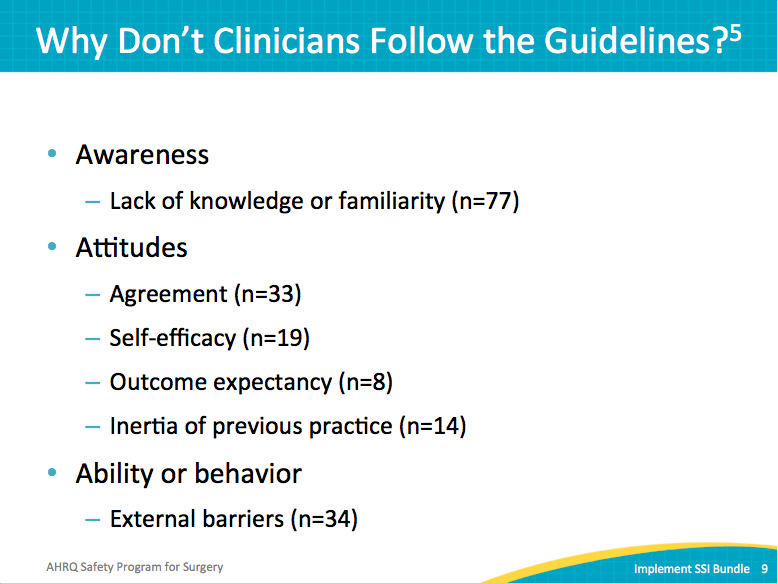 Why Don’t Clinicians Follow the Guidelines?⁵
• Awareness
– Lack of knowledge or familiarity (n=77)
• Attitudes
– Agreement (n=33)
– Self-efficacy (n=19)
– Outcome expectancy (n=8)
– Inertia of previous practice (n=14)
• Ability or behavior
– External barriers (n=34)
AHRQ Safety Program for Surgery
Implement SSI Bundle 9